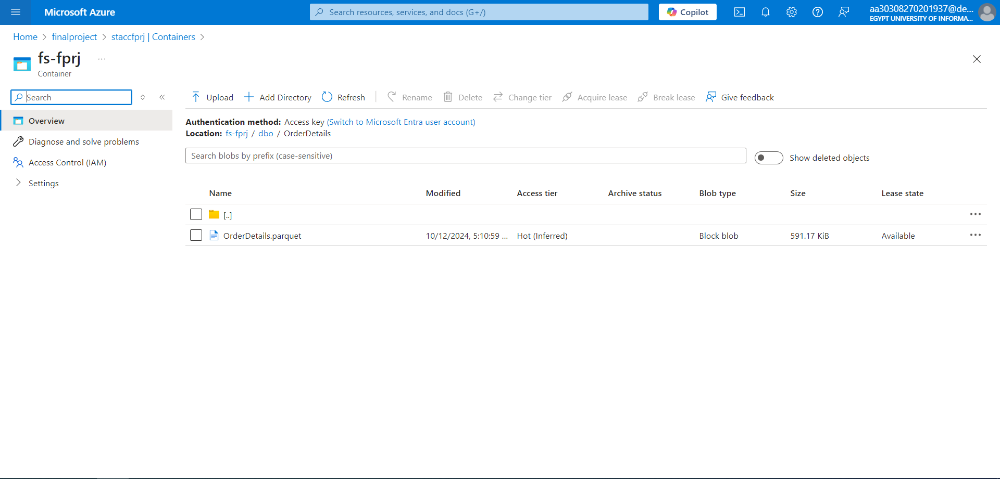 Microsoft Azure
Search resources, services, and docs (G+/)
Copilot
aa30308270201937@de...
EGYPT UNIVERSITY OF INFORMA...
Home > finalproject > staccfprj | Containers >
fs-fprj ...
Container
Search
Upload Add Directory Refresh Rename Delete Change tier Acquire lease Break lease Give feedback
Overview
Diagnose and solve problems
Access Control (IAM)
Settings
Authentication method: Access key (Switch to Microsoft Entra user account)
Location: fs-fprj / dbo / OrderDetails
Search blobs by prefix (case-sensitive)
Show deleted objects
Name Modified Access tier Archive status Blob type Size Lease state
[..]
OrderDetails.parquet 10/12/2024, 5:10:59 ... Hot (Inferred) Block blob 591.17 KiB Available